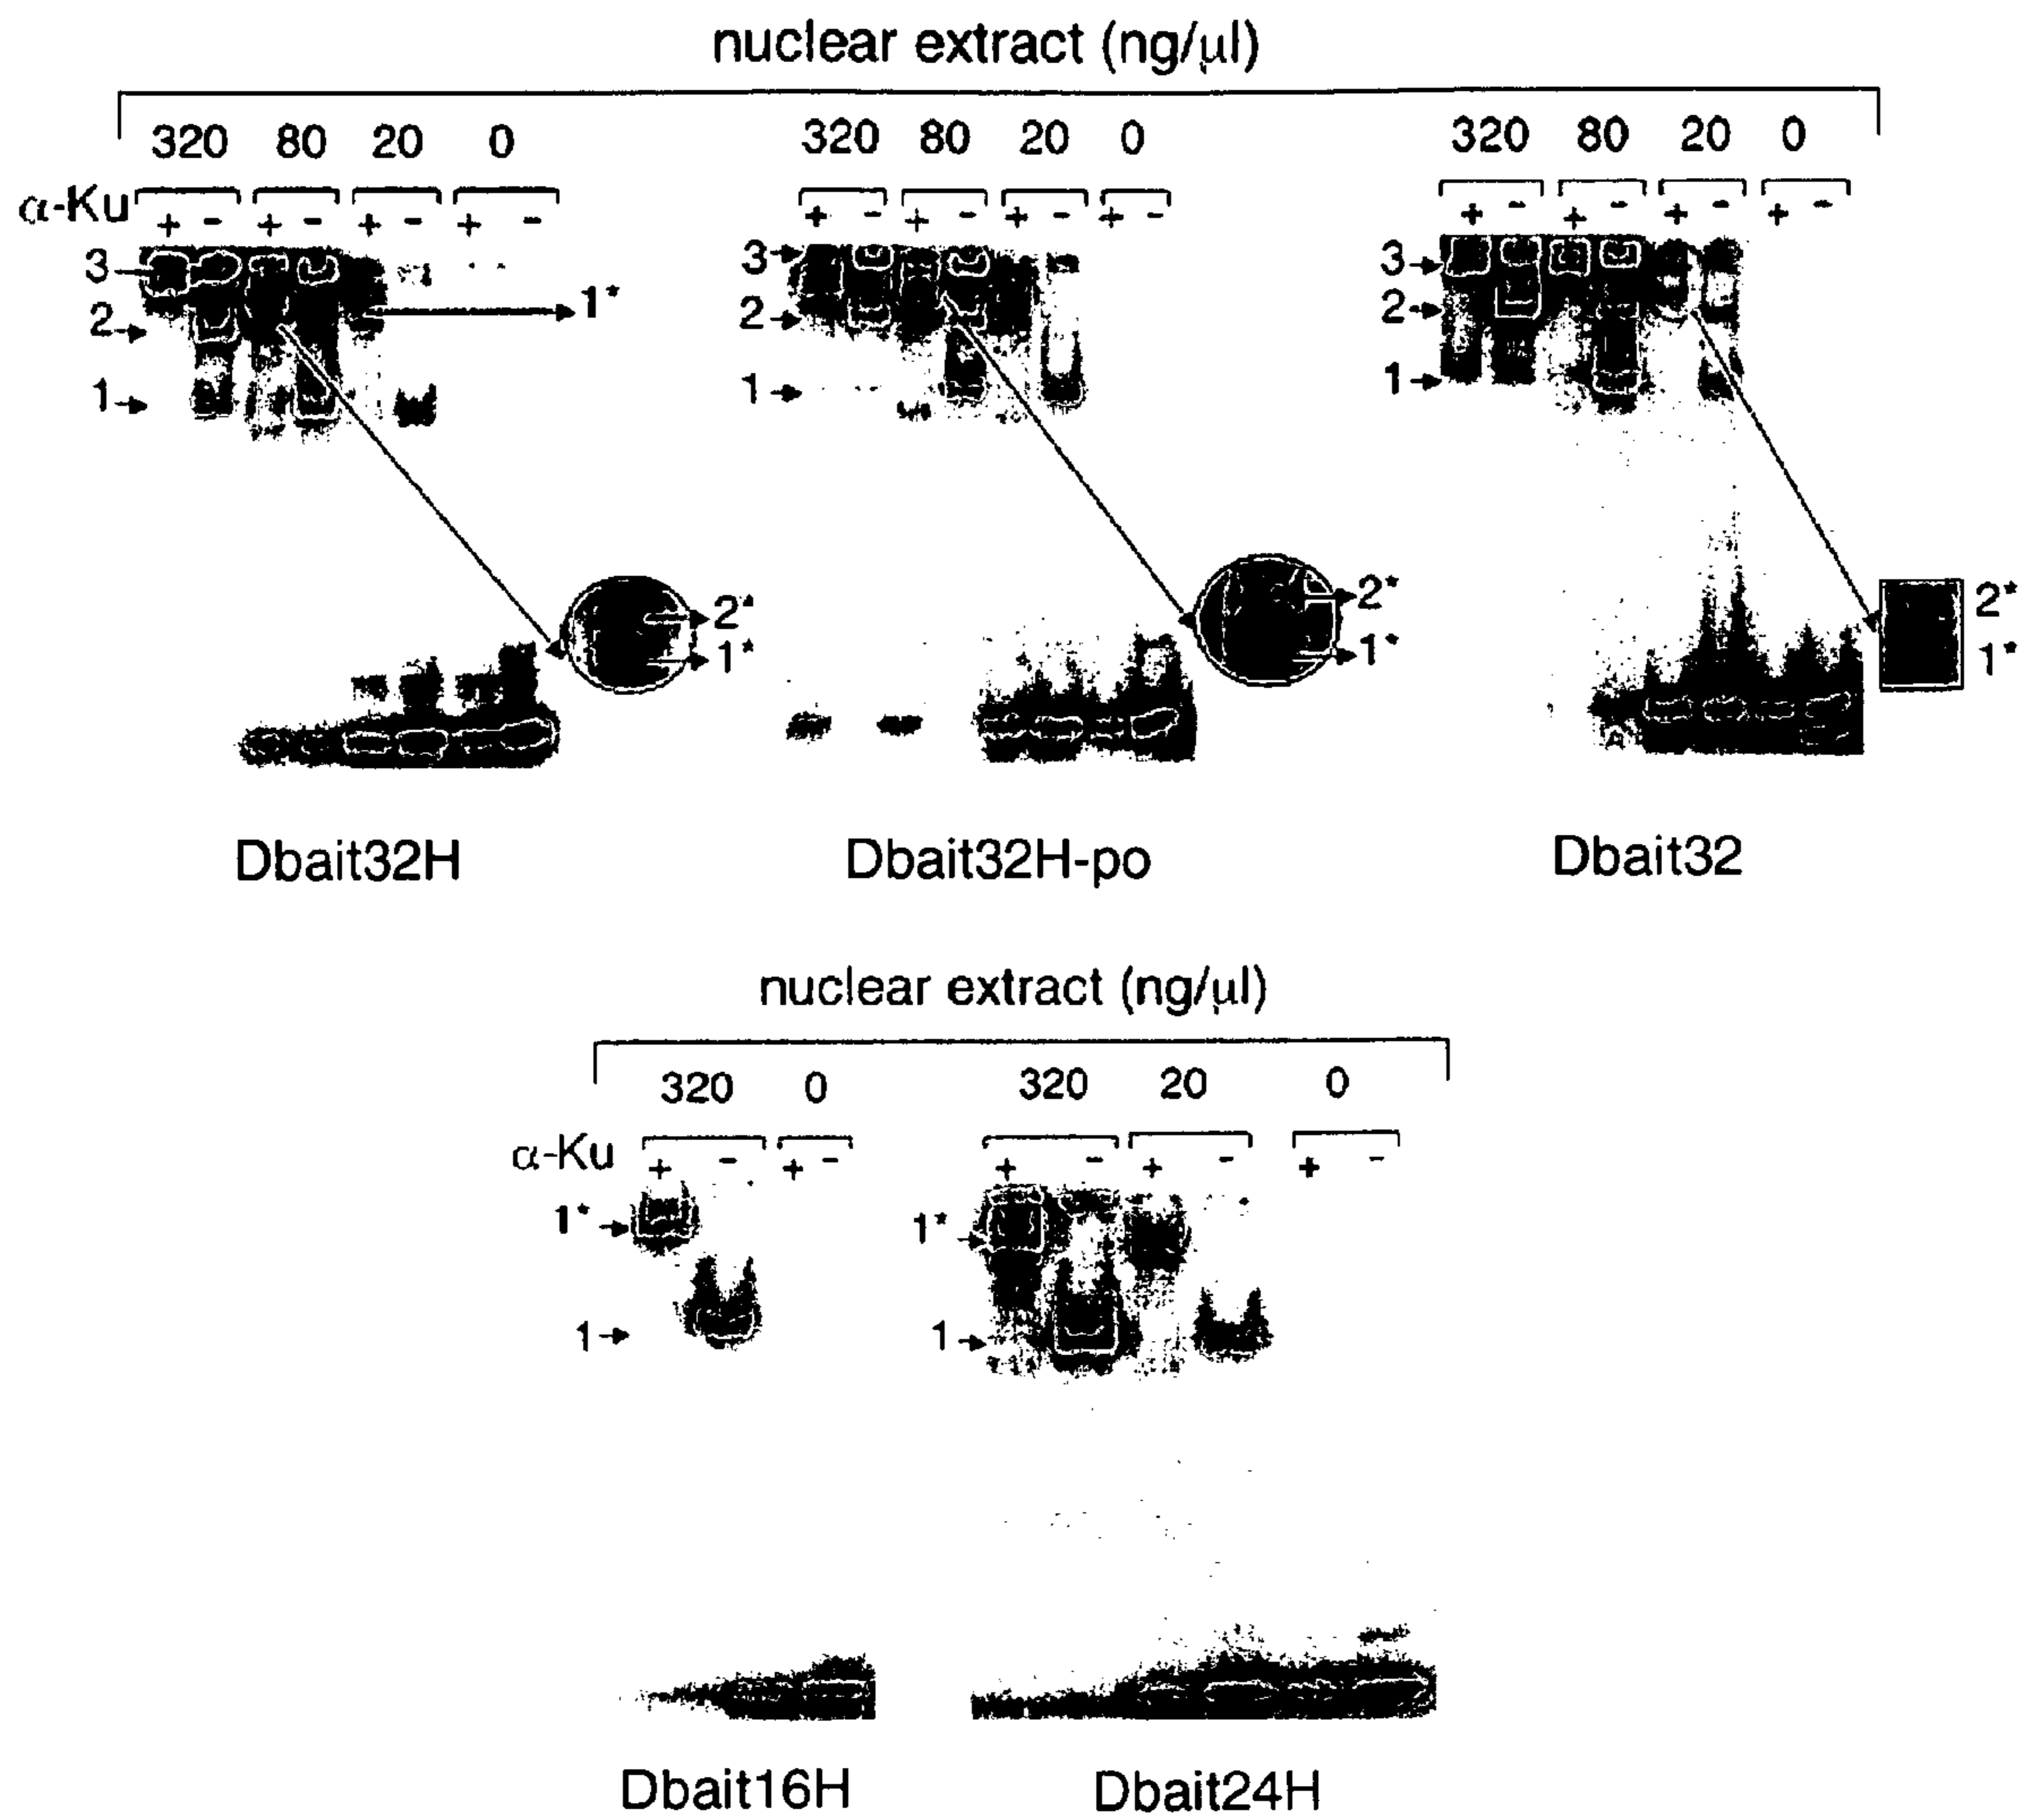 nuclear extract (ng/µl)
320 80 20 0 320 80 20 0 320 80 20 0
α-Ku + - + - + - + - + - + - + - + - + - + - + - + -
3 3 3
1*
2 2 2
1 1 1
2* 2* 2*
1* 1* 1*
Dbait32H Dbait32H-po Dbait32
nuclear extract (ng/µl)
320 0 320 20 0
α-Ku + - + - + - + - + -
1* 1*
1 1
Dbait16H Dbait24H